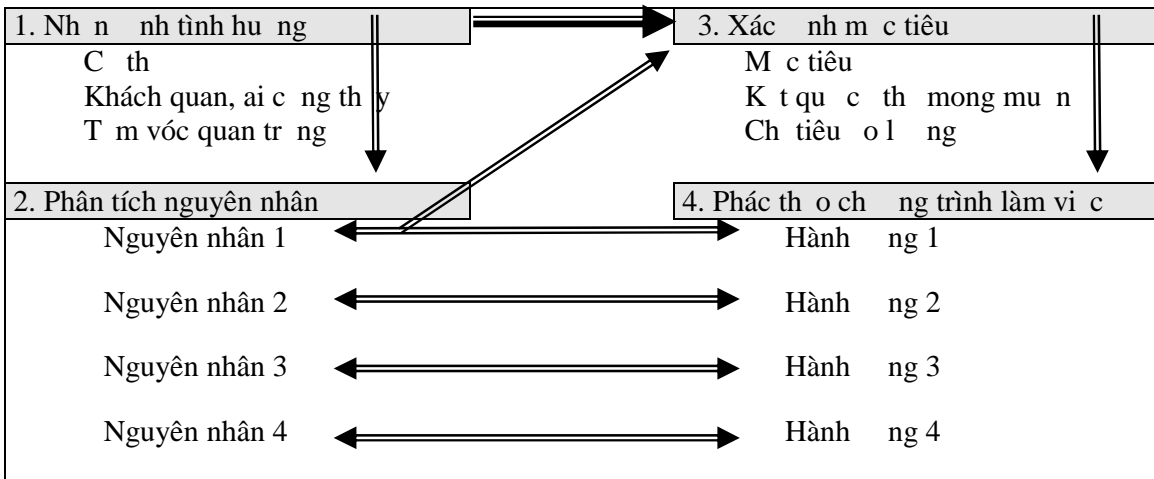 1. Nh n nh tình hu ng
C th
Khách quan, ai c ng th y
T m vóc quan tr ng
2. Phân tích nguyên nhân
Nguyên nhân 1
Nguyên nhân 2
Nguyên nhân 3
Nguyên nhân 4
3. Xác nh m c tiêu
M c tiêu
K t qu c th mong mu n
Ch tiêu o l ng
4. Phác th o ch ng trình làm vi c
Hành ng 1
Hành ng 2
Hành ng 3
Hành ng 4